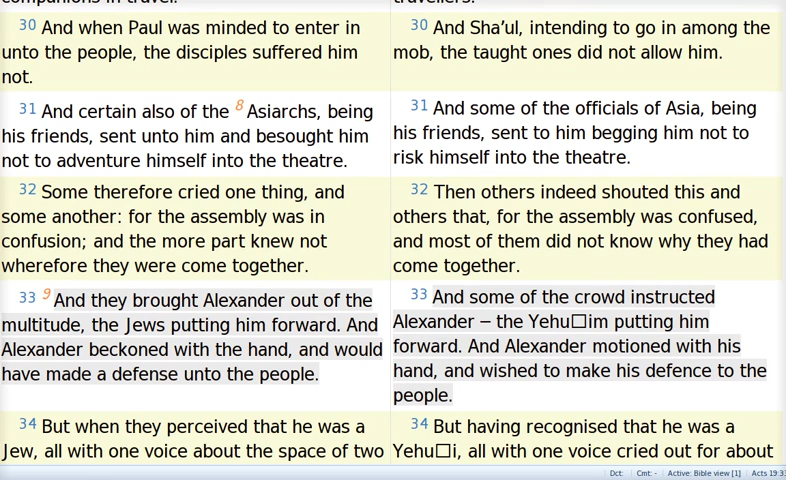 companions in travel.
30 And when Paul was minded to enter in
unto the people, the disciples suffered him
not.
31 And certain also of the 8 Asiarchs, being
his friends, sent unto him and besought him
not to adventure himself into the theatre.
32 Some therefore cried one thing, and
some another: for the assembly was in
confusion; and the more part knew not
wherefore they were come together.
33 9 And they brought Alexander out of the
multitude, the Jews putting him forward. And
Alexander beckoned with the hand, and would
have made a defense unto the people.
34 But when they perceived that he was a
Jew, all with one voice about the space of two
travellers.
30 And Sha’ul, intending to go in among the
mob, the taught ones did not allow him.
31 And some of the officials of Asia, being
his friends, sent to him begging him not to
risk himself into the theatre.
32 Then others indeed shouted this and
others that, for the assembly was confused,
and most of them did not know why they had
come together.
33 And some of the crowd instructed
Alexander – the Yehu□im putting him
forward. And Alexander motioned with his
hand, and wished to make his defence to the
people.
34 But having recognised that he was a
Yehu□i, all with one voice cried out for about
Dct: Cmt: - Active: Bible view [1] Acts 19:33